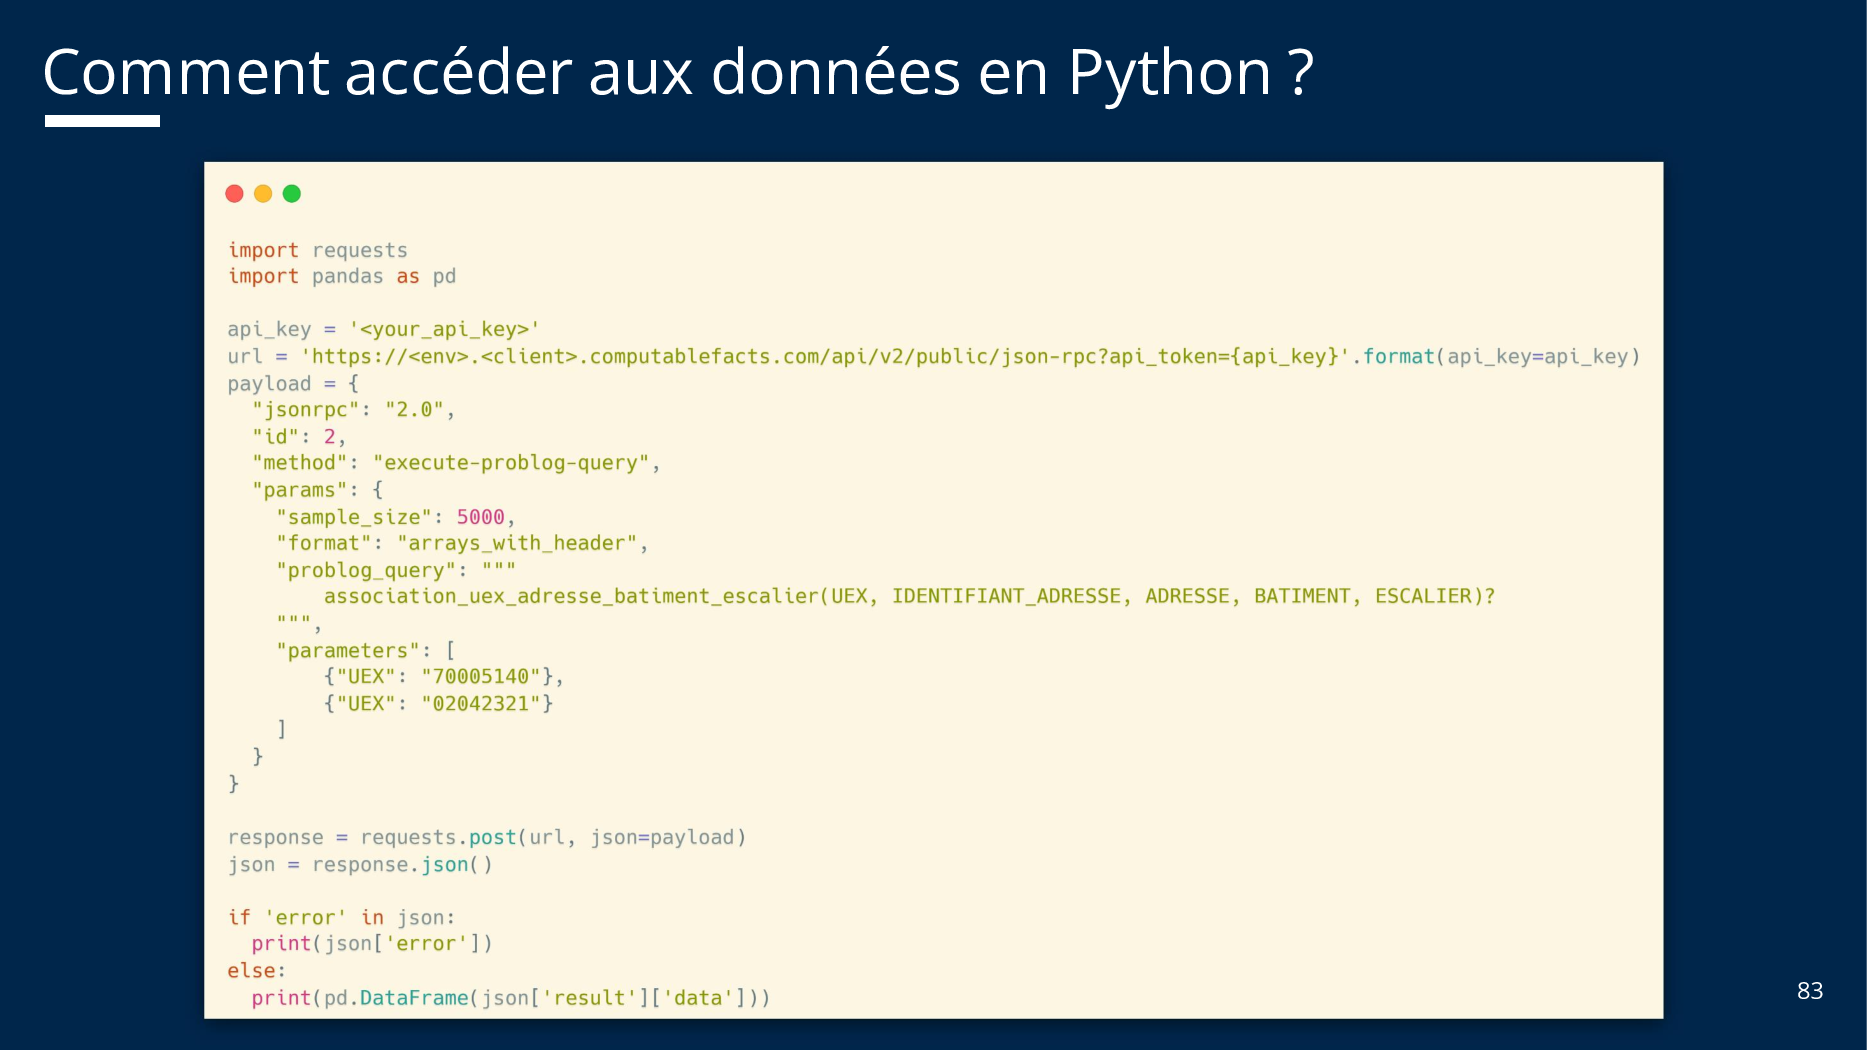 Comment accéder aux données en Python ?
import requests
import pandas as pd
api_key = '<your_api_key>'
url = 'https://<env>.<client>.computablefacts.com/api/v2/public/json-rpc?api_token={api_key}'.format(api_key=api_key)
payload = {
  "jsonrpc": "2.0",
  "id": 2,
  "method": "execute-problog-query",
  "params": {
    "sample_size": 5000,
    "format": "arrays_with_header",
    "problog_query": """
        association_uex_adresse_batiment_escalier(UEX, IDENTIFIANT_ADRESSE, ADRESSE, BATIMENT, ESCALIER)?
    """,
    "parameters": [
        {"UEX": "70005140"},
        {"UEX": "02042321"}
    ]
  }
}
response = requests.post(url, json=payload)
json = response.json()
if 'error' in json:
  print(json['error'])
else:
  print(pd.DataFrame(json['result']['data']))
83